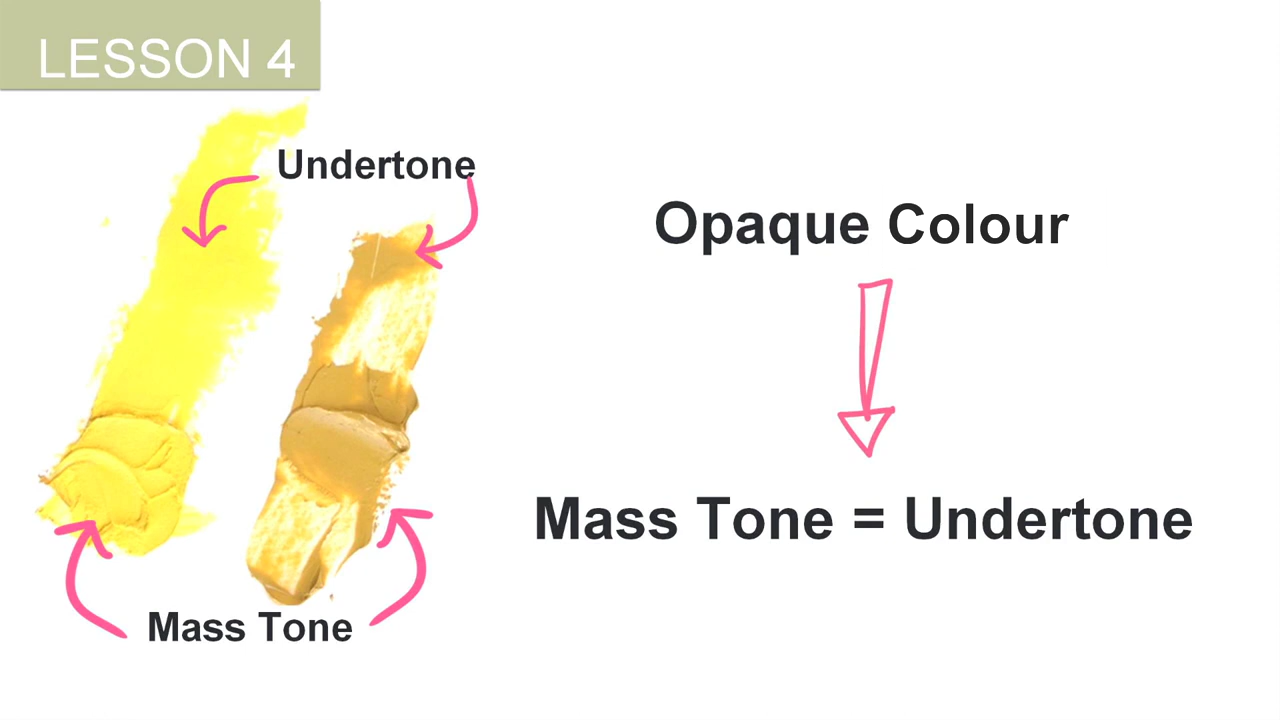 LESSON 4
Undertone
Mass Tone
Opaque Colour
Mass Tone = Undertone